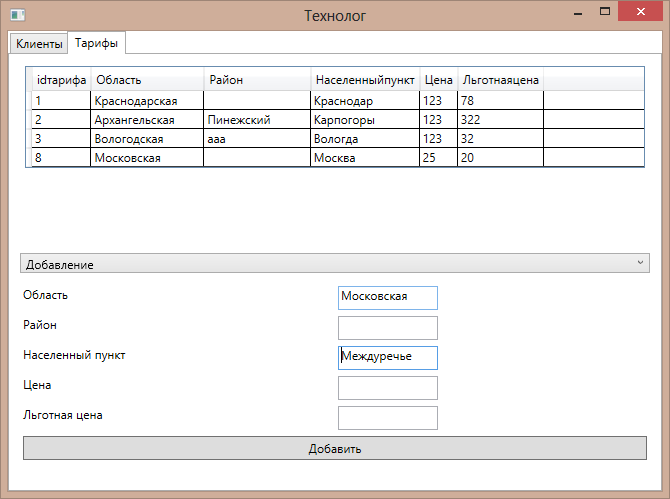 Технолог
Клиенты Тарифы
idтарифа Область Район Населенныйпункт Цена Льготнаяцена
1 Краснодарская Краснодар 123 78
2 Архангельская Пинежский Карпогоры 123 322
3 Вологодская ааа Вологда 123 32
8 Московская Москва 25 20
Добавление
Область Московская
Район
Населенный пункт Междуречье
Цена
Льготная цена
Добавить